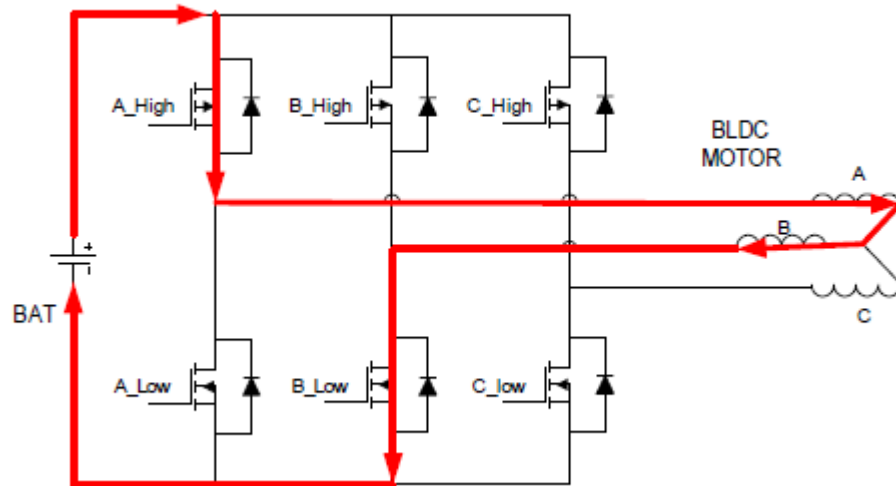 A_High
B_High
C_High
BLDC
MOTOR
A
B
+
BAT
C
A_Low
B_Low
C_low